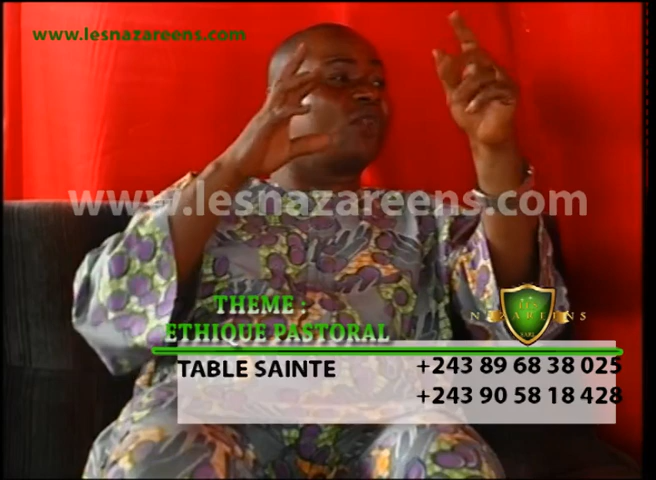 www.lesnazareens.com
www.lesnazareens.com
THEME :
ETHIQUE PASTORAL
NAZAREENS
TABLE SAINTE
+243 89 68 38 025
+243 90 58 18 428